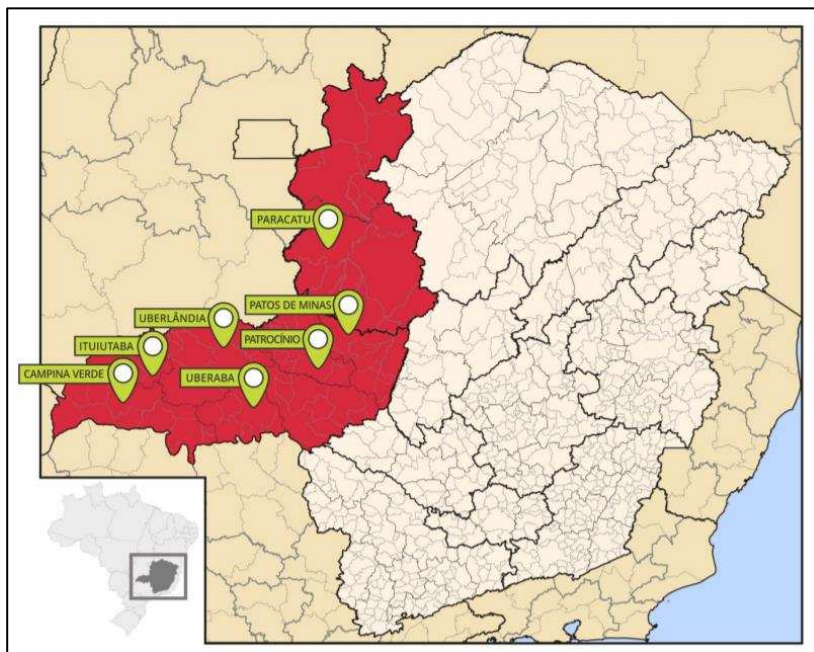 PARACATU
PATOS DE MINAS
UBERLÂNDIA
PATROCÍNIO
ITUIUTABA
CAMPINA VERDE
UBERABA